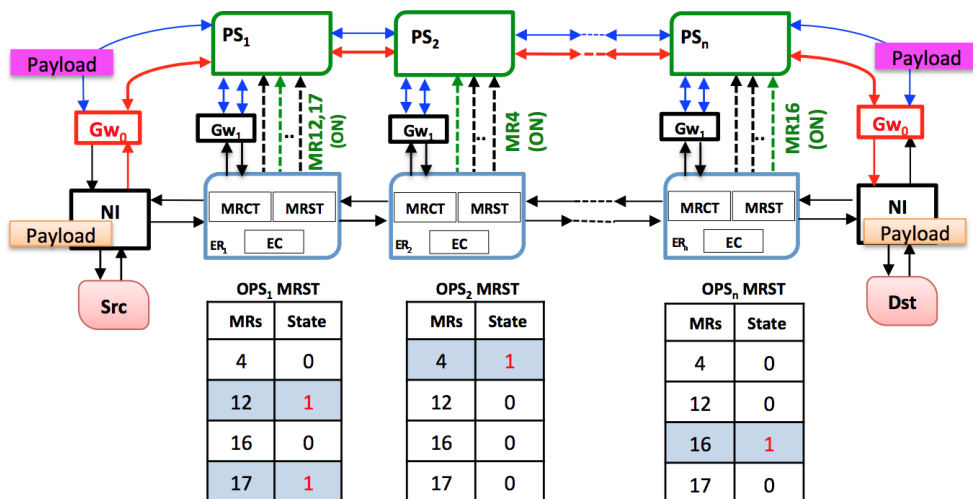 PS1
PS2
PSn
Payload
Payload
Gw0
Gw1
MR12,17
(ON)
Gw1
MR4
(ON)
Gw1
MR16
(ON)
Gw0
NI
Payload
MRCT
MRST
ER1
EC
MRCT
MRST
ER2
EC
MRCT
MRST
ERn
EC
NI
Payload
Src
Dst
..
..
..
OPS1 MRST
MRs State
4 0
12 1
16 0
17 1
OPS2 MRST
MRs State
4 1
12 0
16 0
17 0
OPSn MRST
MRs State
4 0
12 0
16 1
17 0